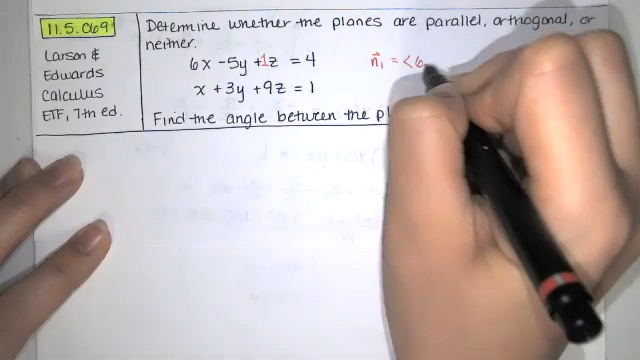 11.5.069
Larson &
Edwards
Calculus
ETF, 7th ed.
Determine whether the planes are parallel, orthogonal, or
neither.
6x - 5y + 1z = 4
x + 3y + 9z = 1
Find the angle between the pl
n⃗₁ = <6,